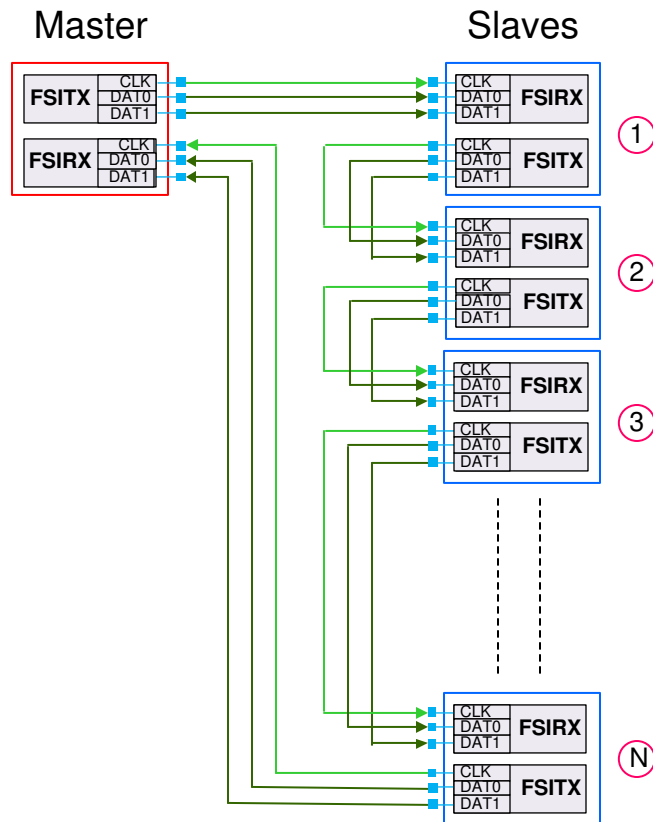 Master
Slaves
FSITX
CLK
DAT0
DAT1
FSIRX
CLK
DAT0
DAT1
CLK
DAT0
DAT1
FSIRX
CLK
DAT0
DAT1
FSITX
1
CLK
DAT0
DAT1
FSIRX
CLK
DAT0
DAT1
FSITX
2
CLK
DAT0
DAT1
FSIRX
CLK
DAT0
DAT1
FSITX
3
CLK
DAT0
DAT1
FSIRX
CLK
DAT0
DAT1
FSITX
N